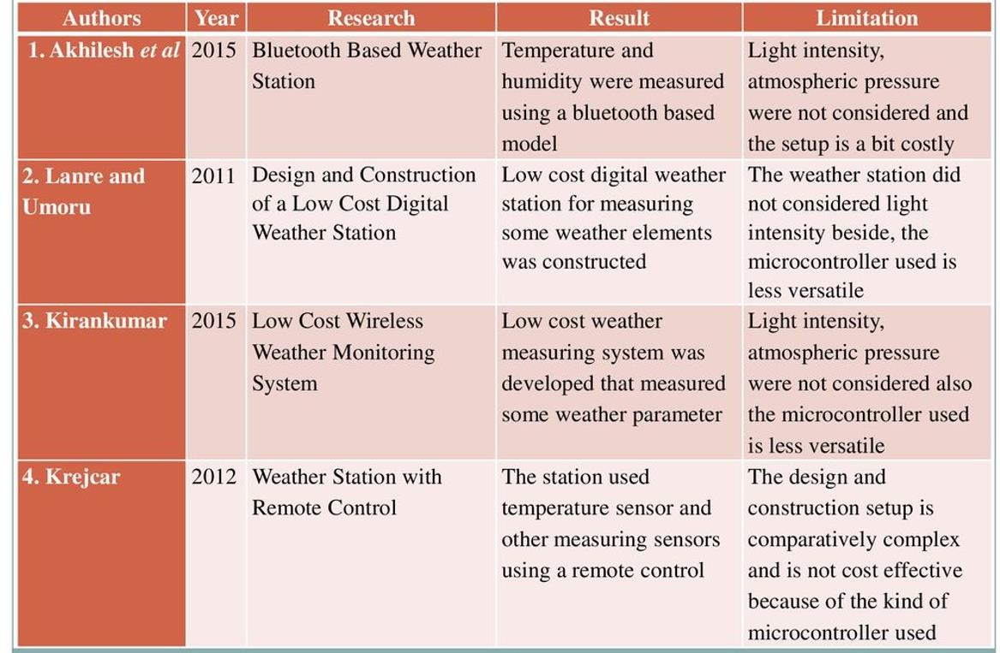 Authors Year Research Result Limitation
1. Akhilesh et al 2015 Bluetooth Based Weather Station Temperature and humidity were measured using a bluetooth based model Light intensity, atmospheric pressure were not considered and the setup is a bit costly
2. Lanre and Umoru 2011 Design and Construction of a Low Cost Digital Weather Station Low cost digital weather station for measuring some weather elements was constructed The weather station did not considered light intensity beside, the microcontroller used is less versatile
3. Kirankumar 2015 Low Cost Wireless Weather Monitoring System Low cost weather measuring system was developed that measured some weather parameter Light intensity, atmospheric pressure were not considered also the microcontroller used is less versatile
4. Krejcar 2012 Weather Station with Remote Control The station used temperature sensor and other measuring sensors using a remote control The design and construction setup is comparatively complex and is not cost effective because of the kind of microcontroller used